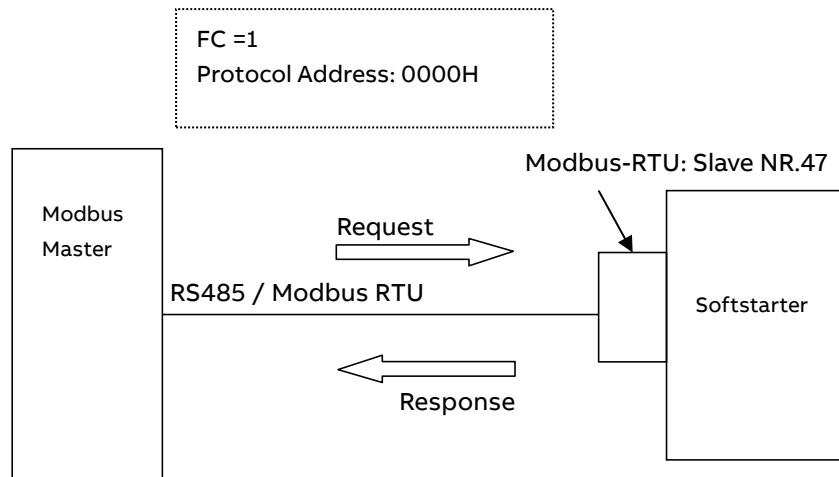 FC =1
Protocol Address: 0000H
Modbus-RTU: Slave NR.47
Modbus
Master
Request
RS485 / Modbus RTU
Softstarter
Response